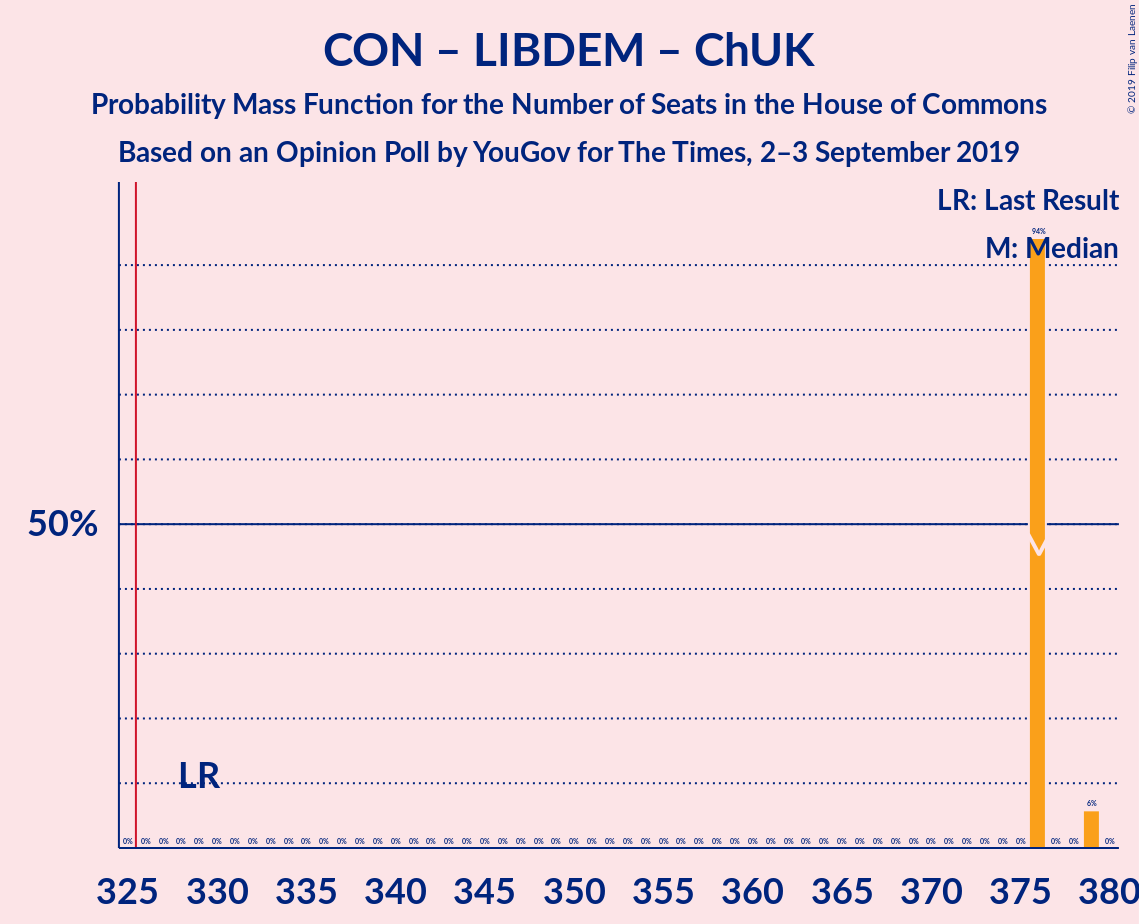 CON – LIBDEM – ChUK
Probability Mass Function for the Number of Seats in the House of Commons
Based on an Opinion Poll by YouGov for The Times, 2–3 September 2019
© 2019 Filip van Laenen
LR: Last Result
M: Median
94%
50%
M
LR
6%
0% 0% 0% 0% 0% 0% 0% 0% 0% 0% 0% 0% 0% 0% 0% 0% 0% 0% 0% 0% 0% 0% 0% 0% 0% 0% 0% 0% 0% 0% 0% 0% 0% 0% 0% 0% 0% 0% 0% 0% 0% 0% 0% 0% 0% 0% 0% 0% 0% 0% 0% 0% 0% 0%
325 330 335 340 345 350 355 360 365 370 375 380